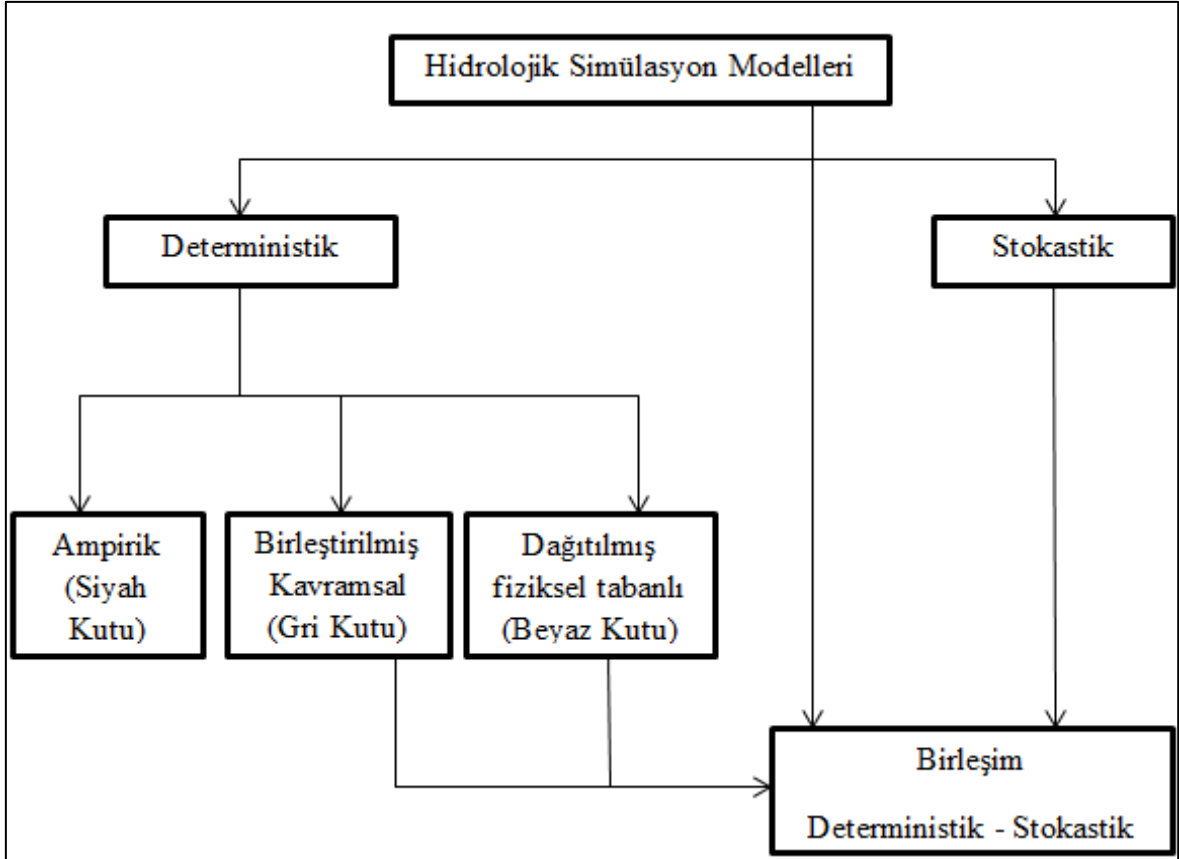 Hidrolojik Simülasyon Modelleri
Deterministik
Stokastik
Ampirik
(Siyah
Kutu)
Birleştirilmiş
Kavramsal
(Gri Kutu)
Dağıtılmış
fiziksel tabanlı
(Beyaz Kutu)
Birleşim
Deterministik - Stokastik